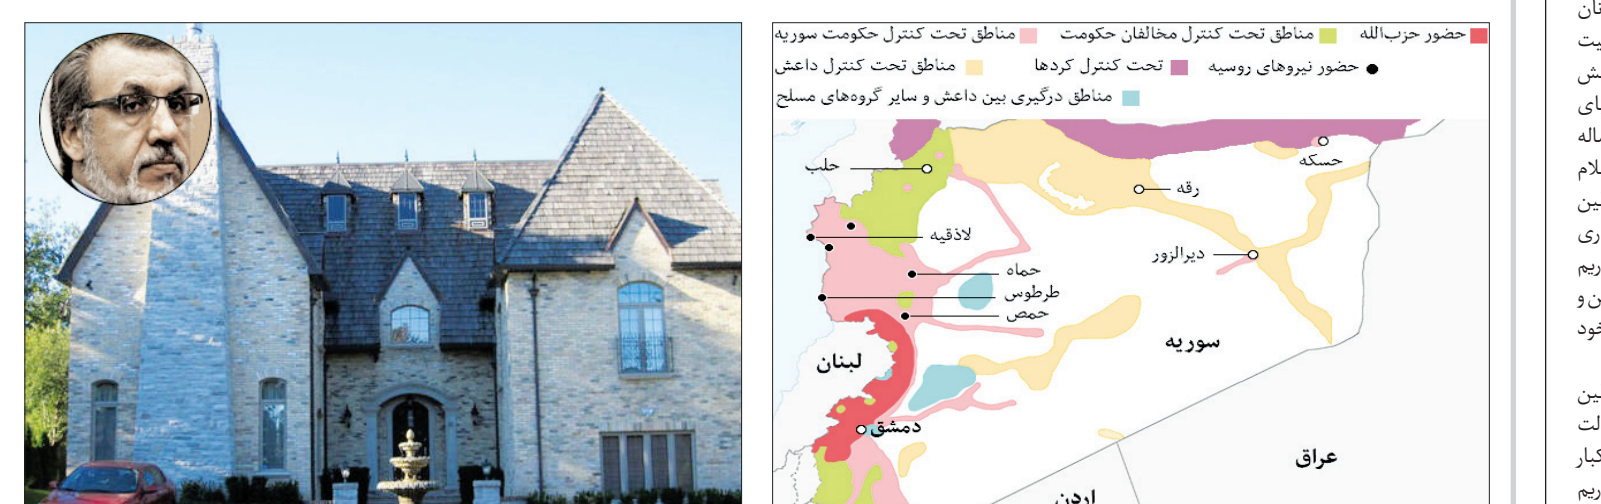 حضور حزب‌الله مناطق تحت کنترل مخالفان حکومت مناطق تحت کنترل حکومت سوریه
حضور نیروهای روسیه تحت کنترل کردها مناطق تحت کنترل داعش
مناطق درگیری بین داعش و سایر گروه‌های مسلح
حسکه
حلب
رقه
لاذقیه
دیرالزور
حماه
طرطوس
حمص
سوریه
لبنان
دمشق
عراق
اردن